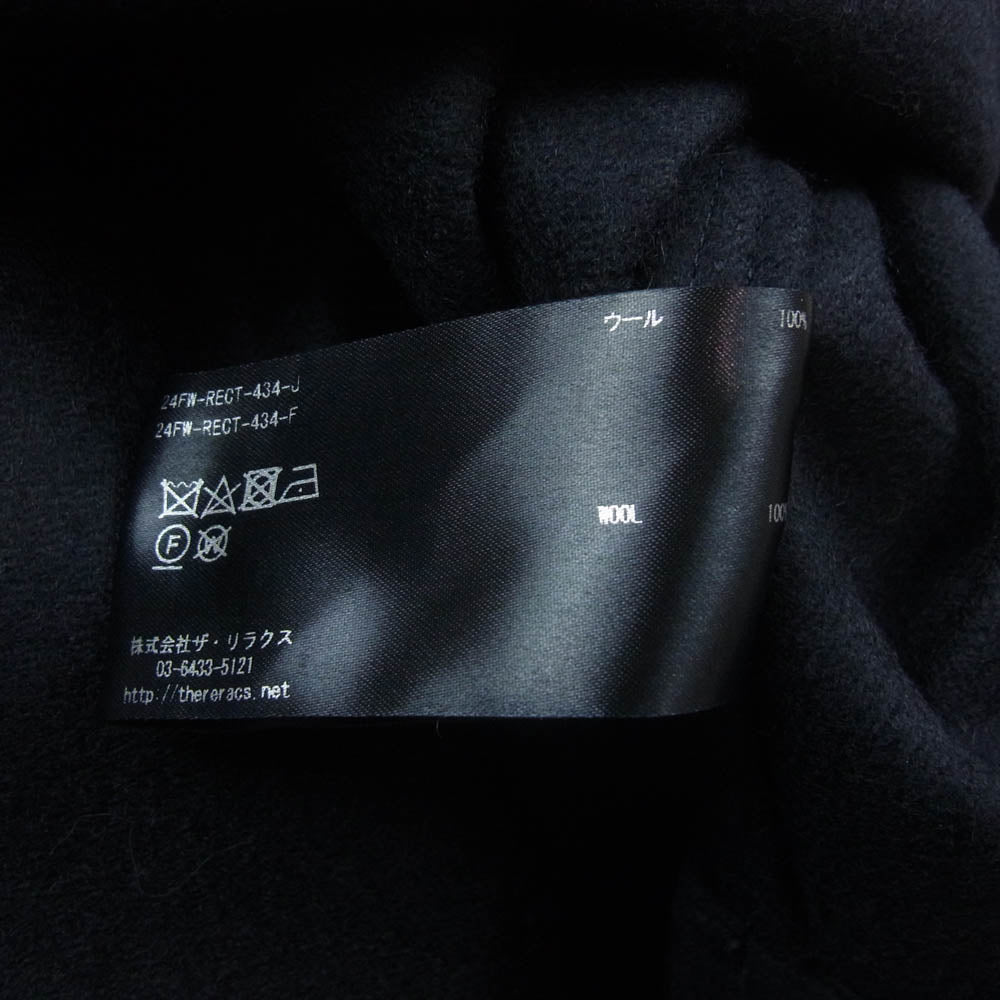 ウール 100%
24FW-RECT-434-J
24FW-RECT-434-F
WOOL 100%
F
W
株式会社ザ・リラクス
03-6433-5121
http://thereracs.net